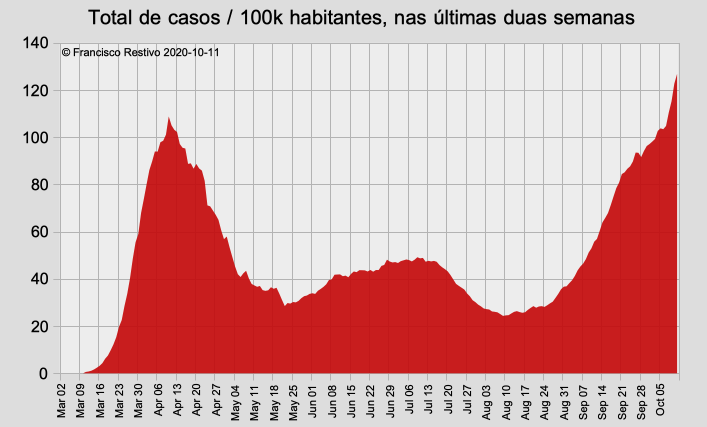 Total de casos / 100k habitantes, nas últimas duas semanas
© Francisco Restivo 2020-10-11
140
120
100
80
60
40
20
0
Mar 02
Mar 09
Mar 16
Mar 23
Mar 30
Apr 06
Apr 13
Apr 20
Apr 27
May 04
May 11
May 18
May 25
Jun 01
Jun 08
Jun 15
Jun 22
Jun 29
Jul 06
Jul 13
Jul 20
Jul 27
Aug 03
Aug 10
Aug 17
Aug 24
Aug 31
Sep 07
Sep 14
Sep 21
Sep 28
Oct 05